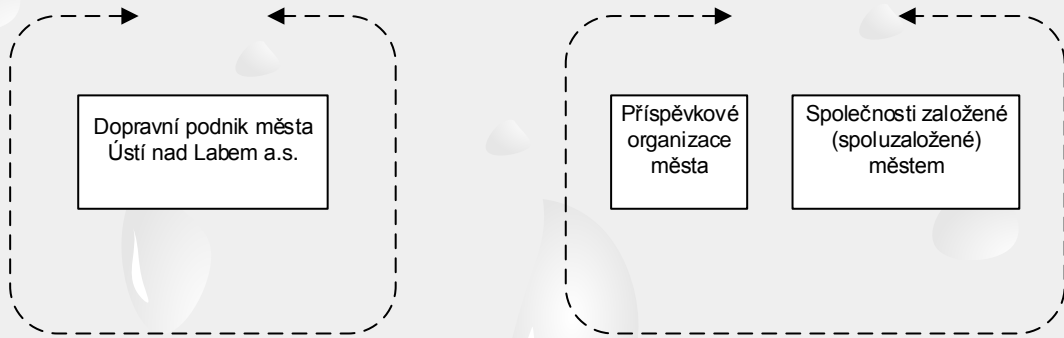 Dopravní podnik města
Ústí nad Labem a.s.
Příspěvkové
organizace
města
Společnosti založené
(spoluzaložené)
městem